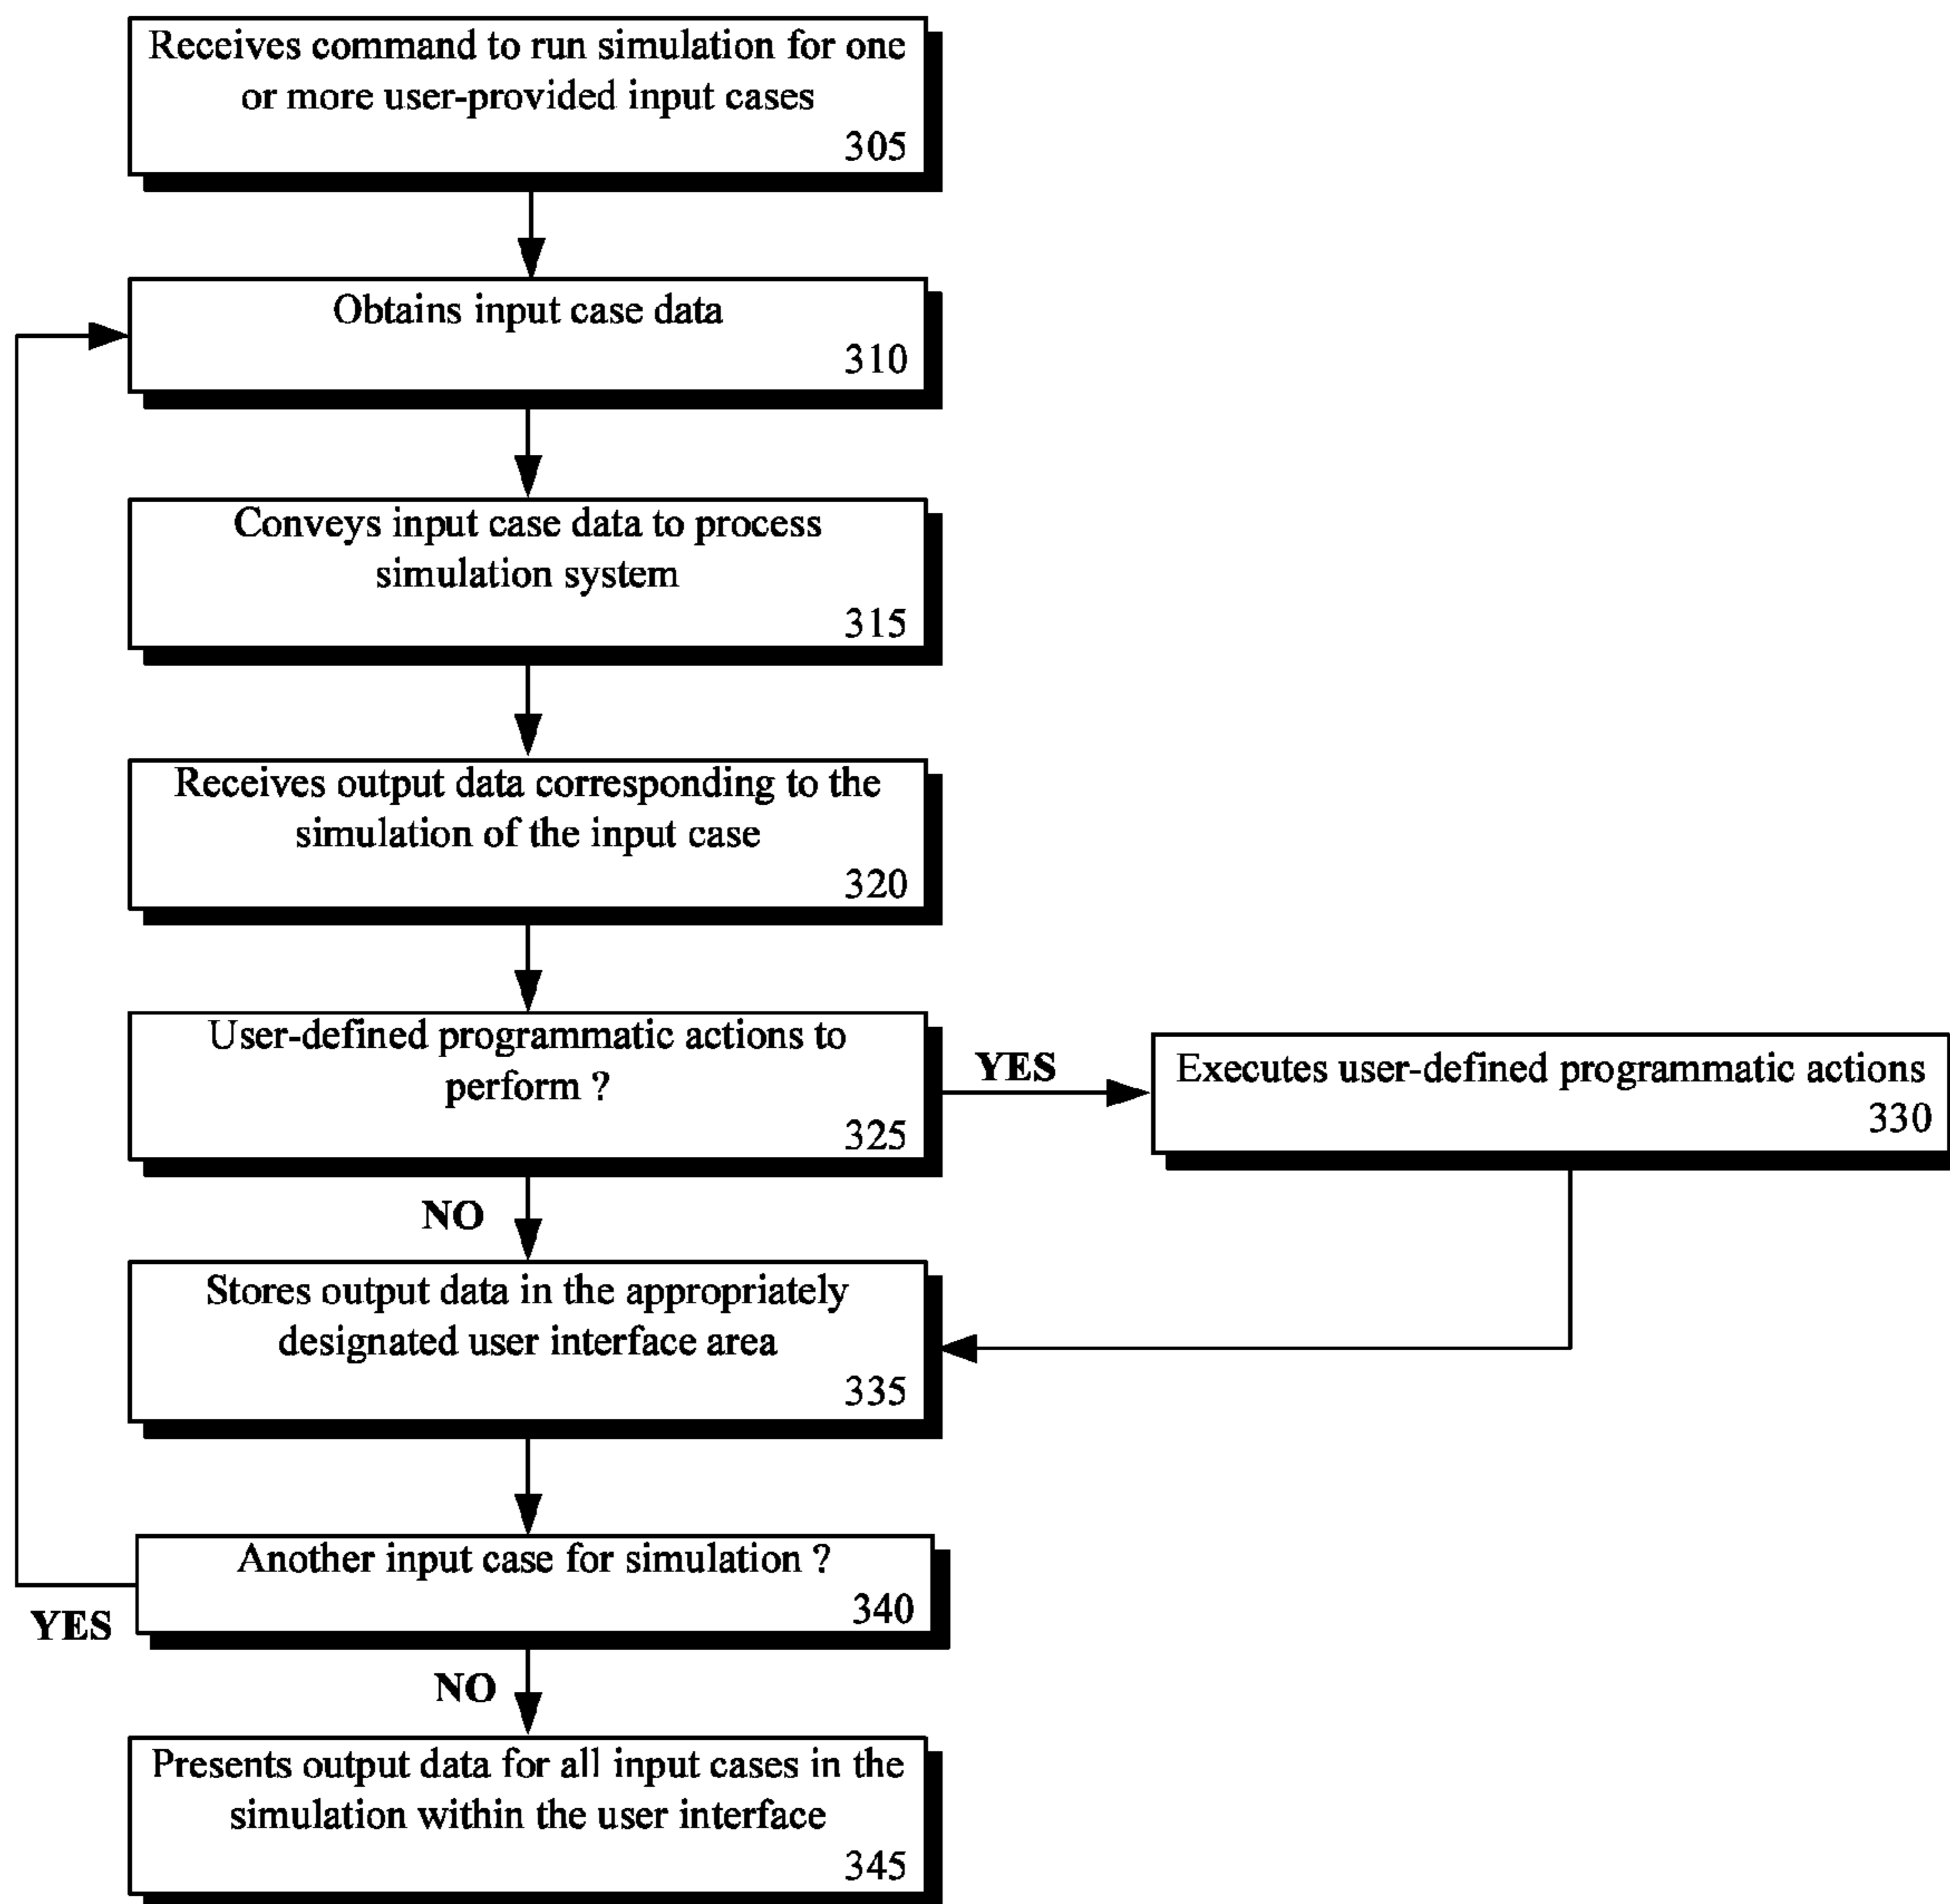 Receives command to run simulation for one
or more user-provided input cases
305
Obtains input case data
310
Conveys input case data to process
simulation system
315
Receives output data corresponding to the
simulation of the input case
320
User-defined programmatic actions to
perform ?
325
YES
Executes user-defined programmatic actions
330
NO
Stores output data in the appropriately
designated user interface area
335
Another input case for simulation ?
340
YES
NO
Presents output data for all input cases in the
simulation within the user interface
345